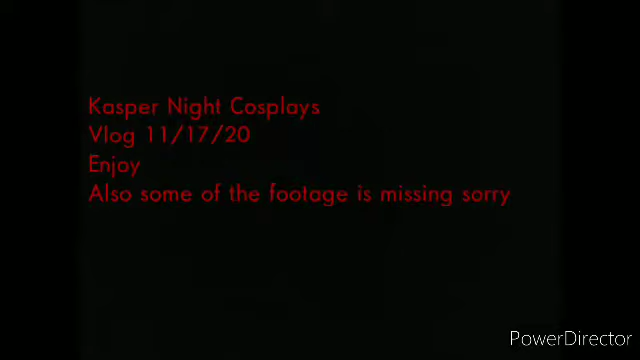 Kasper Night Cosplays
Vlog 11/17/20
Enjoy
Also some of the footage is missing sorry
PowerDirector